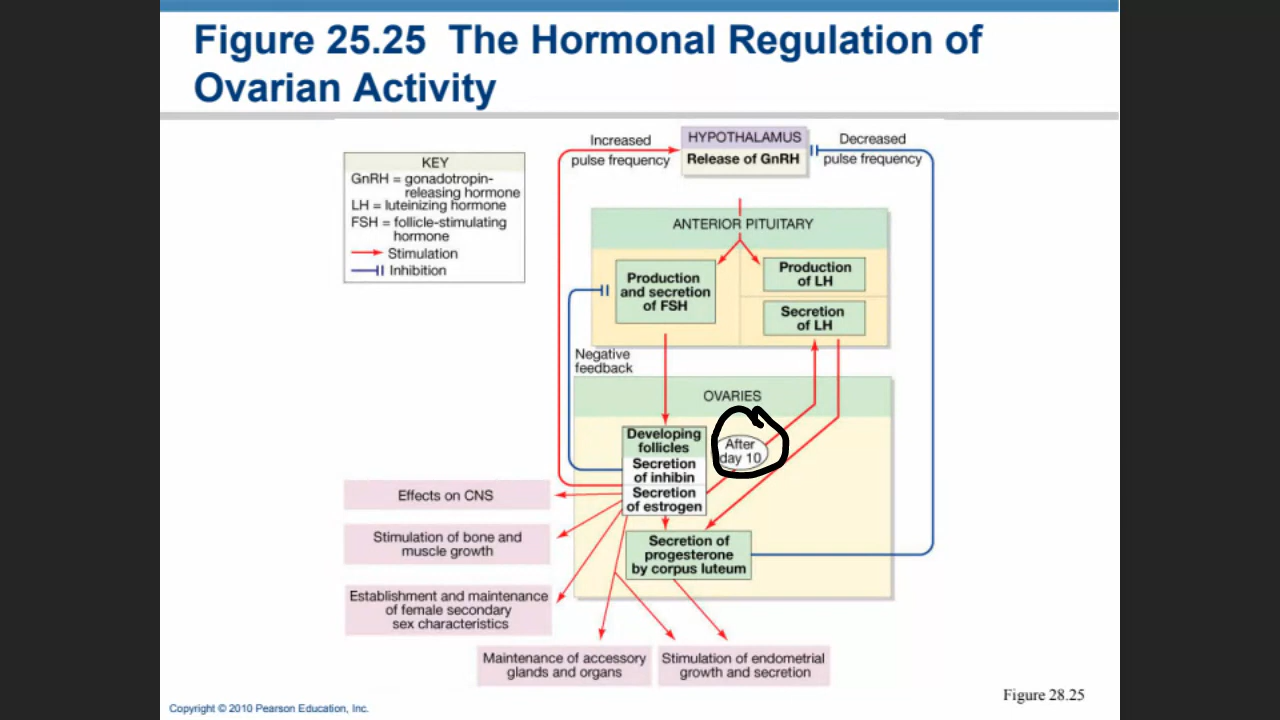 Figure 25.25 The Hormonal Regulation of
Ovarian Activity
KEY
GnRH = gonadotropin-
releasing hormone
LH = luteinizing hormone
FSH = follicle-stimulating
hormone
Stimulation
Inhibition
Increased
pulse frequency
HYPOTHALAMUS
Release of GnRH
Decreased
pulse frequency
ANTERIOR PITUITARY
Production
and secretion
of FSH
Production
of LH
Secretion
of LH
Negative
feedback
OVARIES
Developing
follicles
Secretion
of inhibin
Secretion
of estrogen
After
day 10
Secretion of
progesterone
by corpus luteum
Effects on CNS
Stimulation of bone and
muscle growth
Establishment and maintenance
of female secondary
sex characteristics
Maintenance of accessory
glands and organs
Stimulation of endometrial
growth and secretion
Figure 28.25
Copyright © 2010 Pearson Education, Inc.